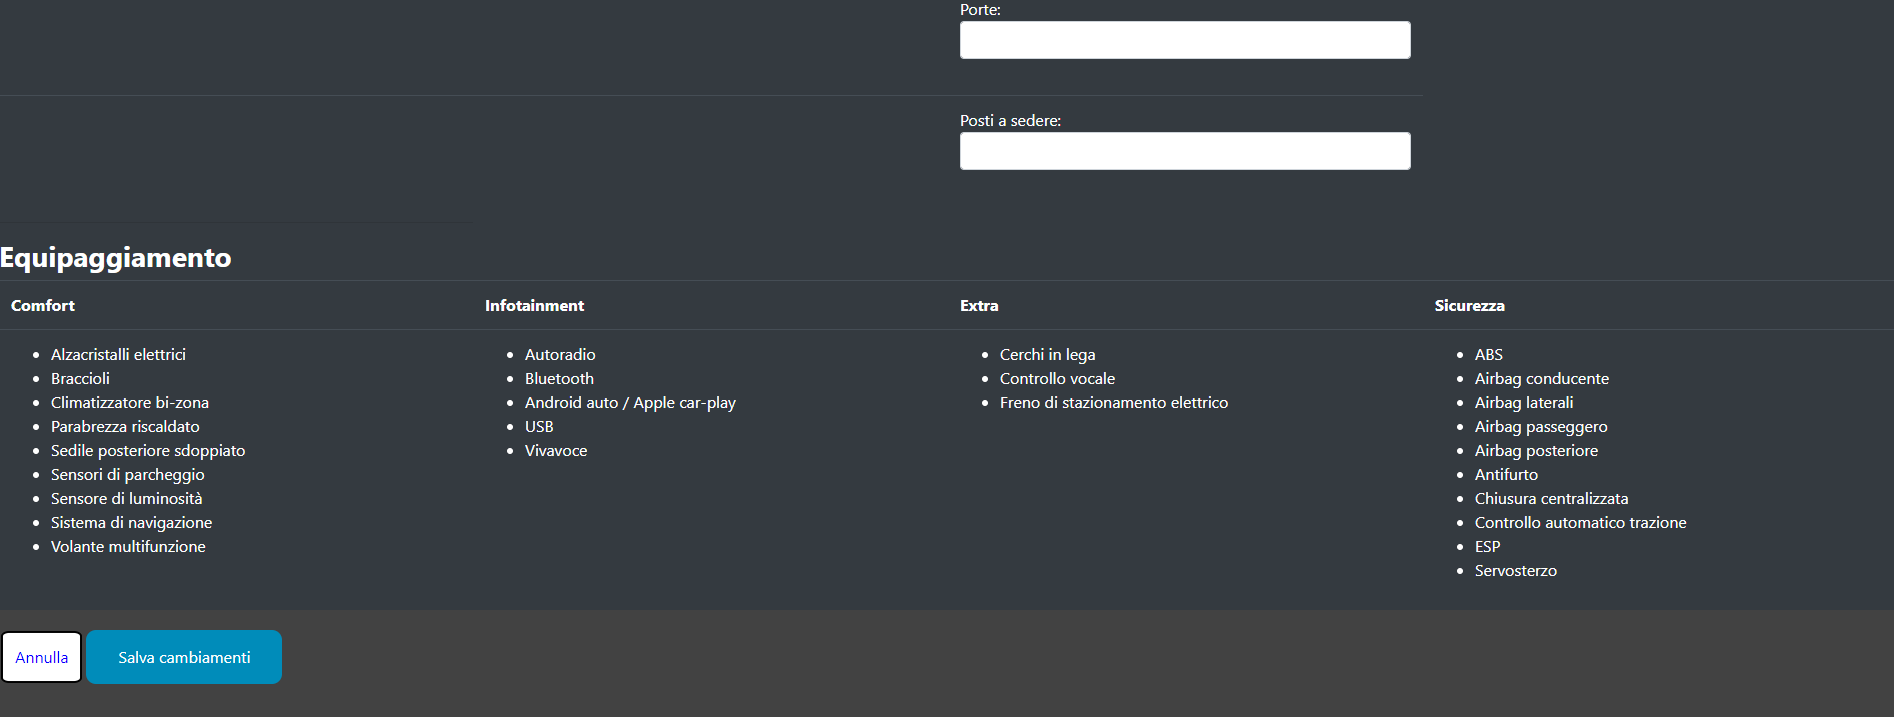 Porte:
Posti a sedere:
Equipaggiamento
Comfort
Infotainment
Extra
Sicurezza
Alzacristalli elettrici
Braccioli
Climatizzatore bi-zona
Parabrezza riscaldato
Sedile posteriore sdoppiato
Sensori di parcheggio
Sensore di luminosità
Sistema di navigazione
Volante multifunzione
Autoradio
Bluetooth
Android auto / Apple car-play
USB
Vivavoce
Cerchi in lega
Controllo vocale
Freno di stazionamento elettrico
ABS
Airbag conducente
Airbag laterali
Airbag passeggero
Airbag posteriore
Antifurto
Chiusura centralizzata
Controllo automatico trazione
ESP
Servosterzo
Annulla
Salva cambiamenti